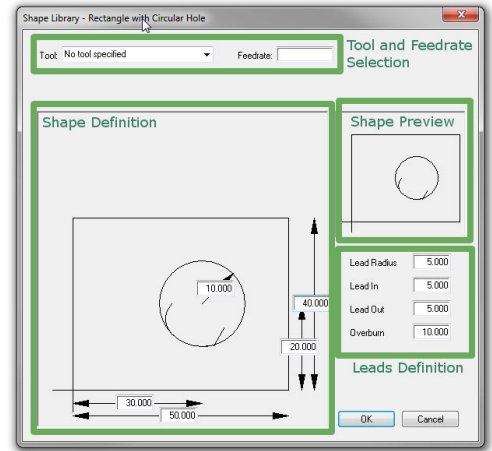 Shape Library - Rectangle with Circular Hole
Tool: No tool specified
Feedrate:
Tool and Feedrate
Selection
Shape Definition
Shape Preview
10.000
40.000
20.000
30.000
50.000
Lead Radius 5.000
Lead In 5.000
Lead Out 5.000
Overburn 10.000
Leads Definition
OK
Cancel